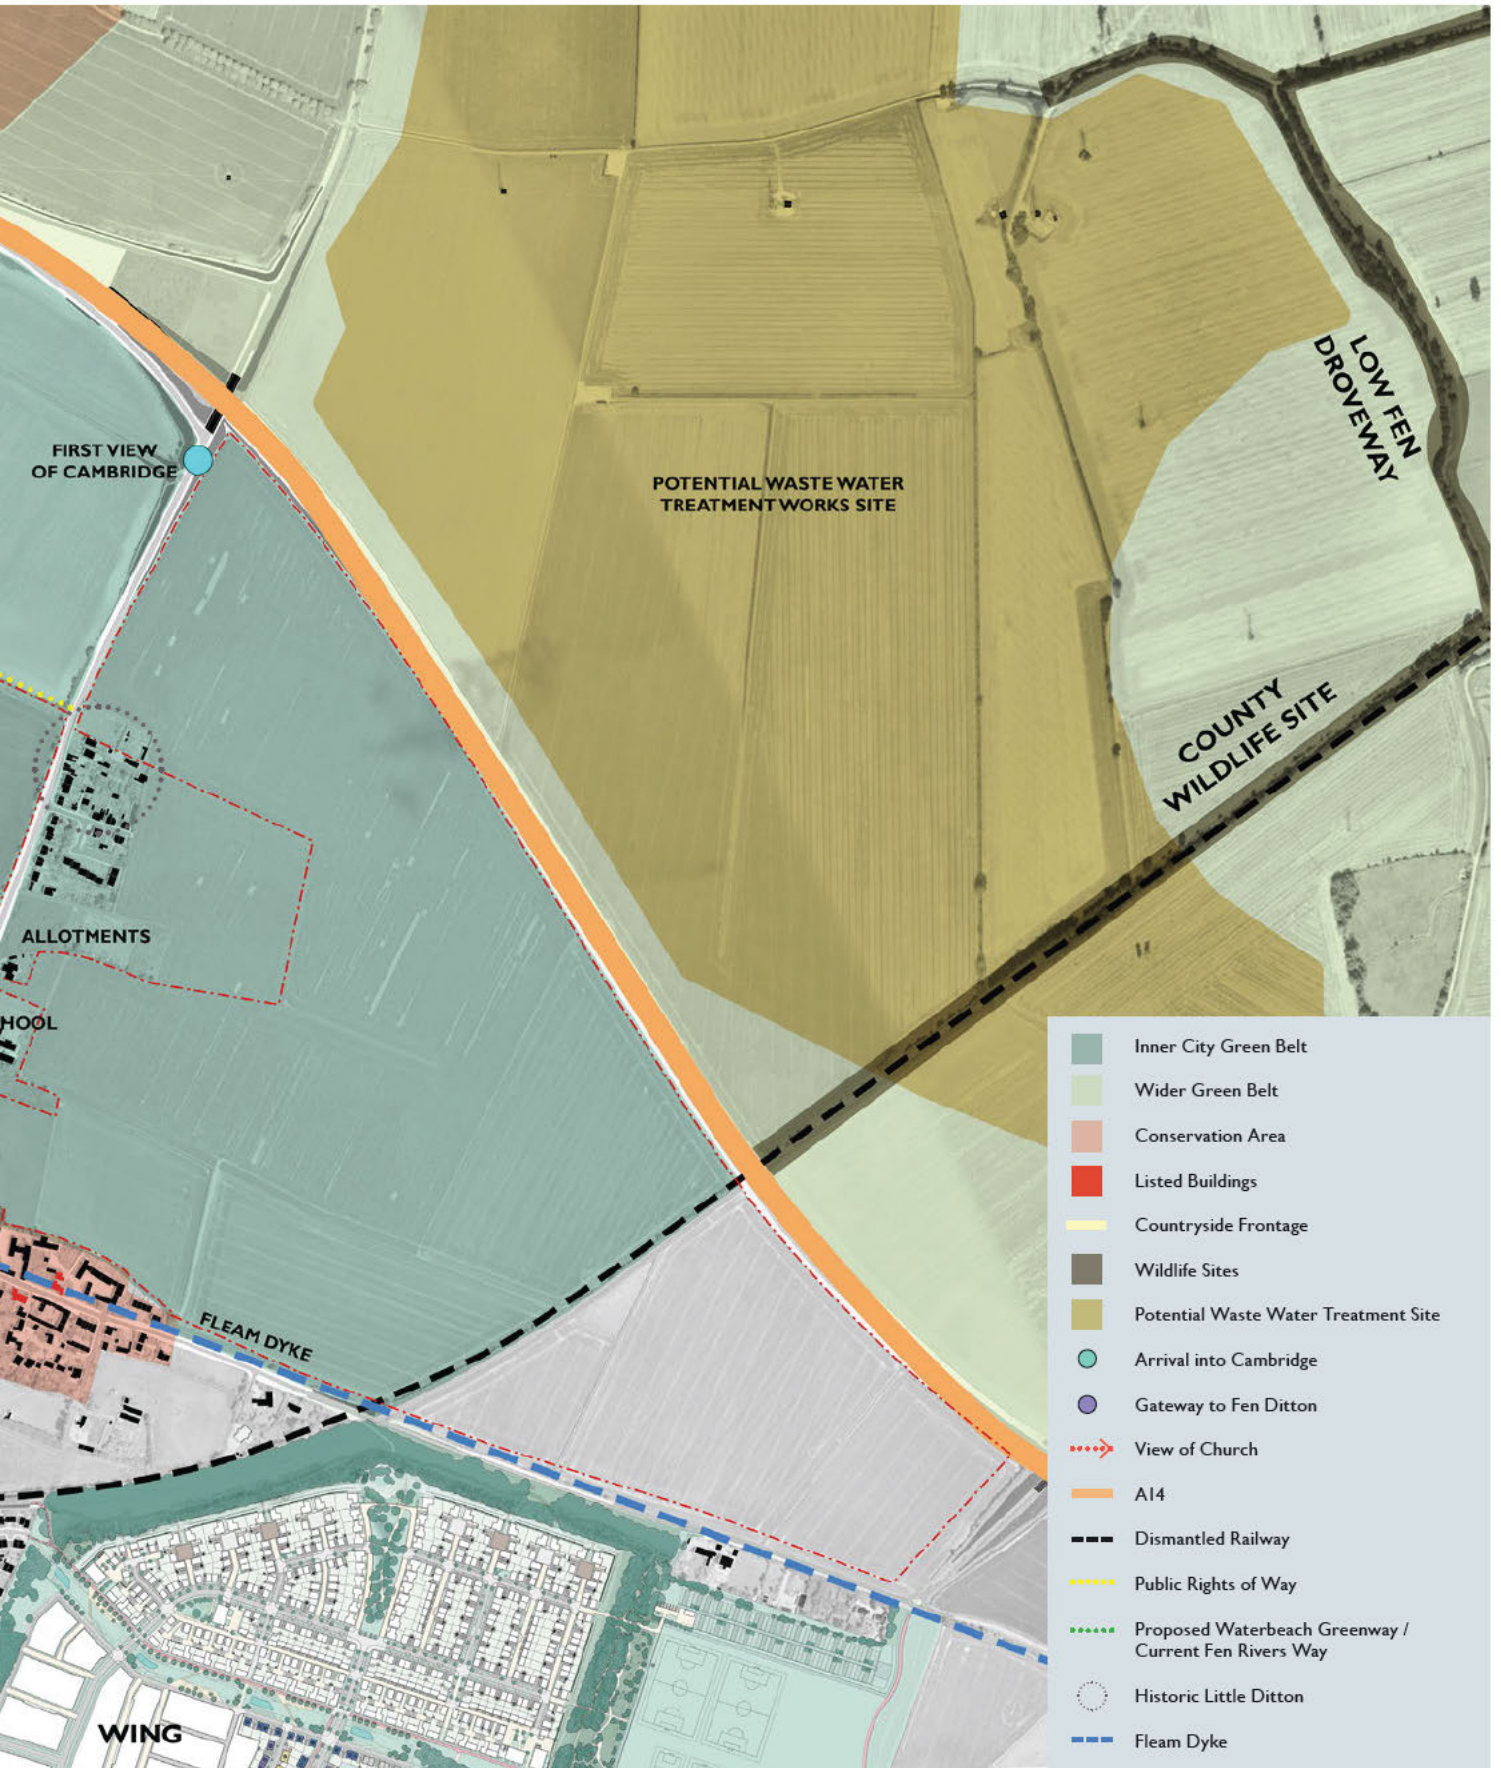 FIRST VIEW
OF CAMBRIDGE
POTENTIAL WASTE WATER
TREATMENT WORKS SITE
LOW FEN
DROVEWAY
COUNTY
WILDLIFE SITE
ALLOTMENTS
HOOL
FLEAM DYKE
WING
Inner City Green Belt
Wider Green Belt
Conservation Area
Listed Buildings
Countryside Frontage
Wildlife Sites
Potential Waste Water Treatment Site
Arrival into Cambridge
Gateway to Fen Ditton
View of Church
A14
Dismantled Railway
Public Rights of Way
Proposed Waterbeach Greenway /
Current Fen Rivers Way
Historic Little Ditton
Fleam Dyke